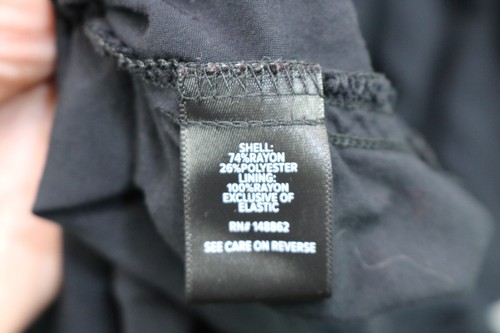 SHELL:
74%RAYON
26%POLYESTER
LINING:
100%RAYON
EXCLUSIVE OF
ELASTIC
RN# 148862
SEE CARE ON REVERSE